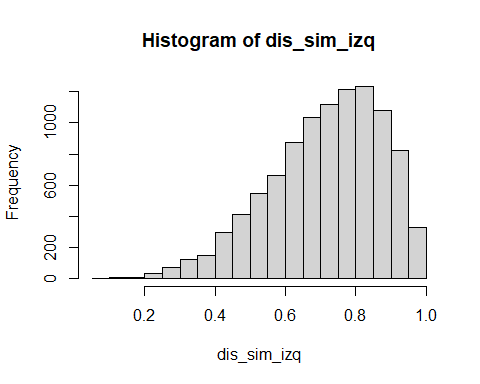 Histogram of dis_sim_izq
Frequency
1000
600
200
0
0.2 0.4 0.6 0.8 1.0
dis_sim_izq